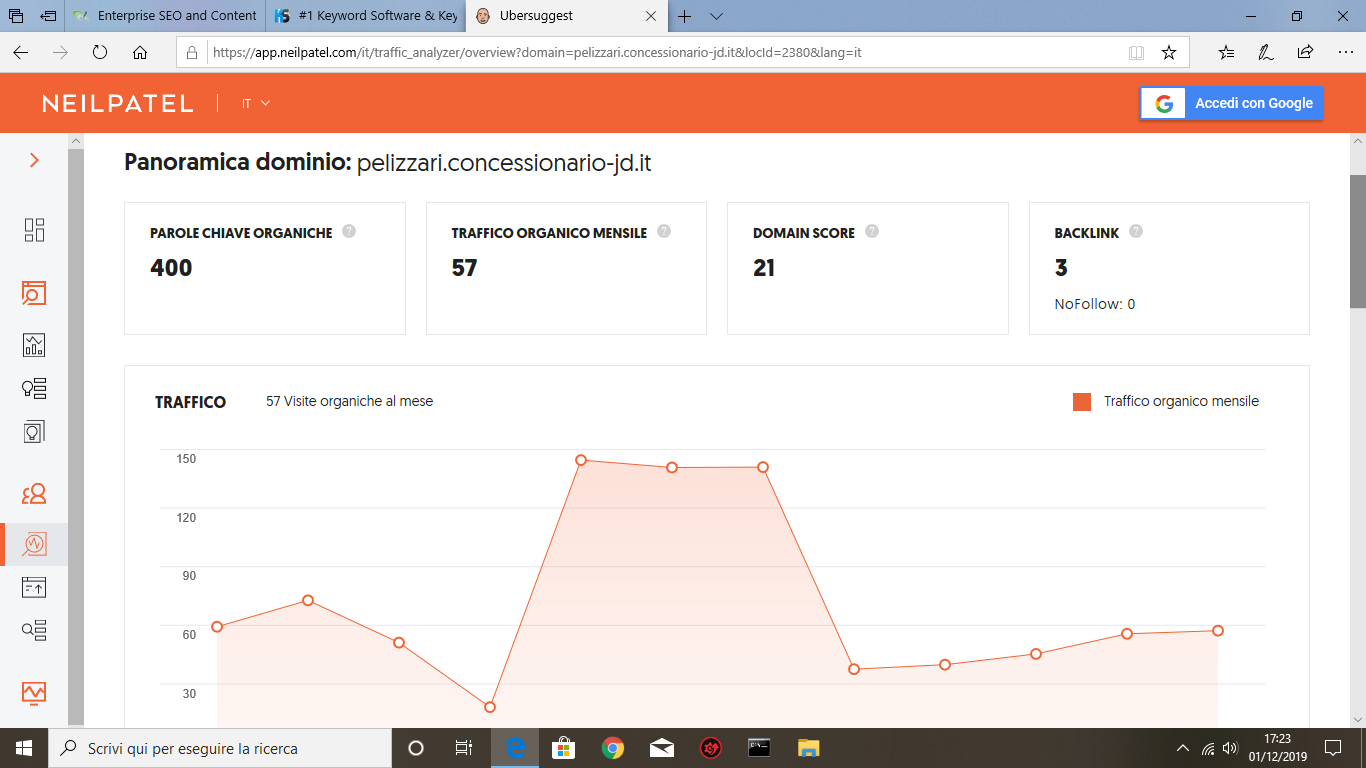 Enterprise SEO and Content
#1 Keyword Software & Key
Ubersuggest
https://app.neilpatel.com/it/traffic_analyzer/overview?domain=pelizzari.concessionario-jd.it&locId=2380&lang=it
NEILPATEL
IT
G Accedi con Google
Panoramica dominio: pelizzari.concessionario-jd.it
PAROLE CHIAVE ORGANICHE ?
400
TRAFFICO ORGANICO MENSILE ?
57
DOMAIN SCORE ?
21
BACKLINK ?
3
NoFollow: 0
TRAFFICO
57 Visite organiche al mese
Traffico organico mensile
150
120
90
60
30
Scrivi qui per eseguire la ricerca
17:23
01/12/2019